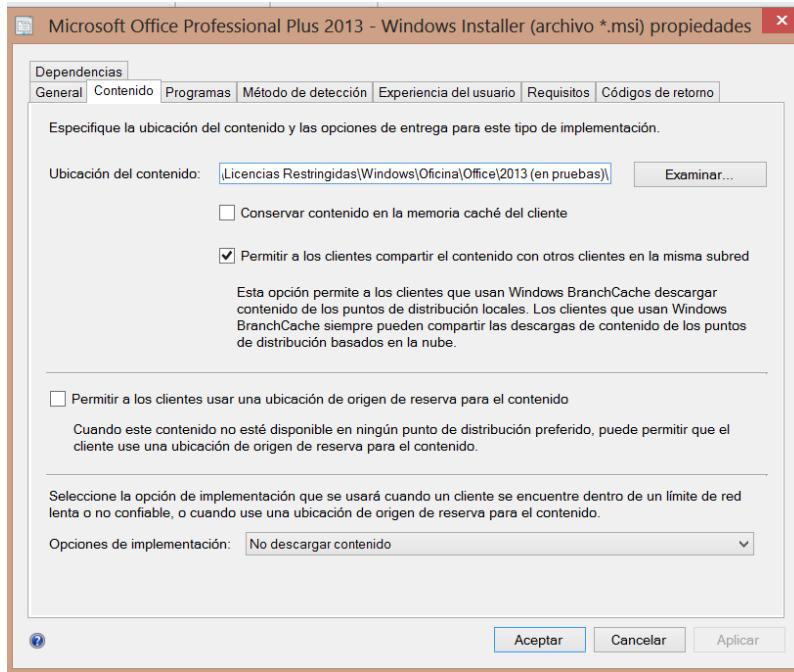 Microsoft Office Professional Plus 2013 - Windows Installer (archivo *.msi) propiedades
Dependencias
General Contenido Programas Método de detección Experiencia del usuario Requisitos Códigos de retorno
Especifique la ubicación del contenido y las opciones de entrega para este tipo de implementación.
Ubicación del contenido: \Licencias Restringidas\Windows\Oficina\Office\2013 (en pruebas)\ Examinar...
Conservar contenido en la memoria caché del cliente
Permitir a los clientes compartir el contenido con otros clientes en la misma subred
Esta opción permite a los clientes que usan Windows BranchCache descargar
contenido de los puntos de distribución locales. Los clientes que usan Windows
BranchCache siempre pueden compartir las descargas de contenido de los puntos
de distribución basados en la nube.
Permitir a los clientes usar una ubicación de origen de reserva para el contenido
Cuando este contenido no esté disponible en ningún punto de distribución preferido, puede permitir que el
cliente use una ubicación de origen de reserva para el contenido.
Seleccione la opción de implementación que se usará cuando un cliente se encuentre dentro de un límite de red
lenta o no confiable, o cuando use una ubicación de origen de reserva para el contenido.
Opciones de implementación: No descargar contenido
Aceptar Cancelar Aplicar